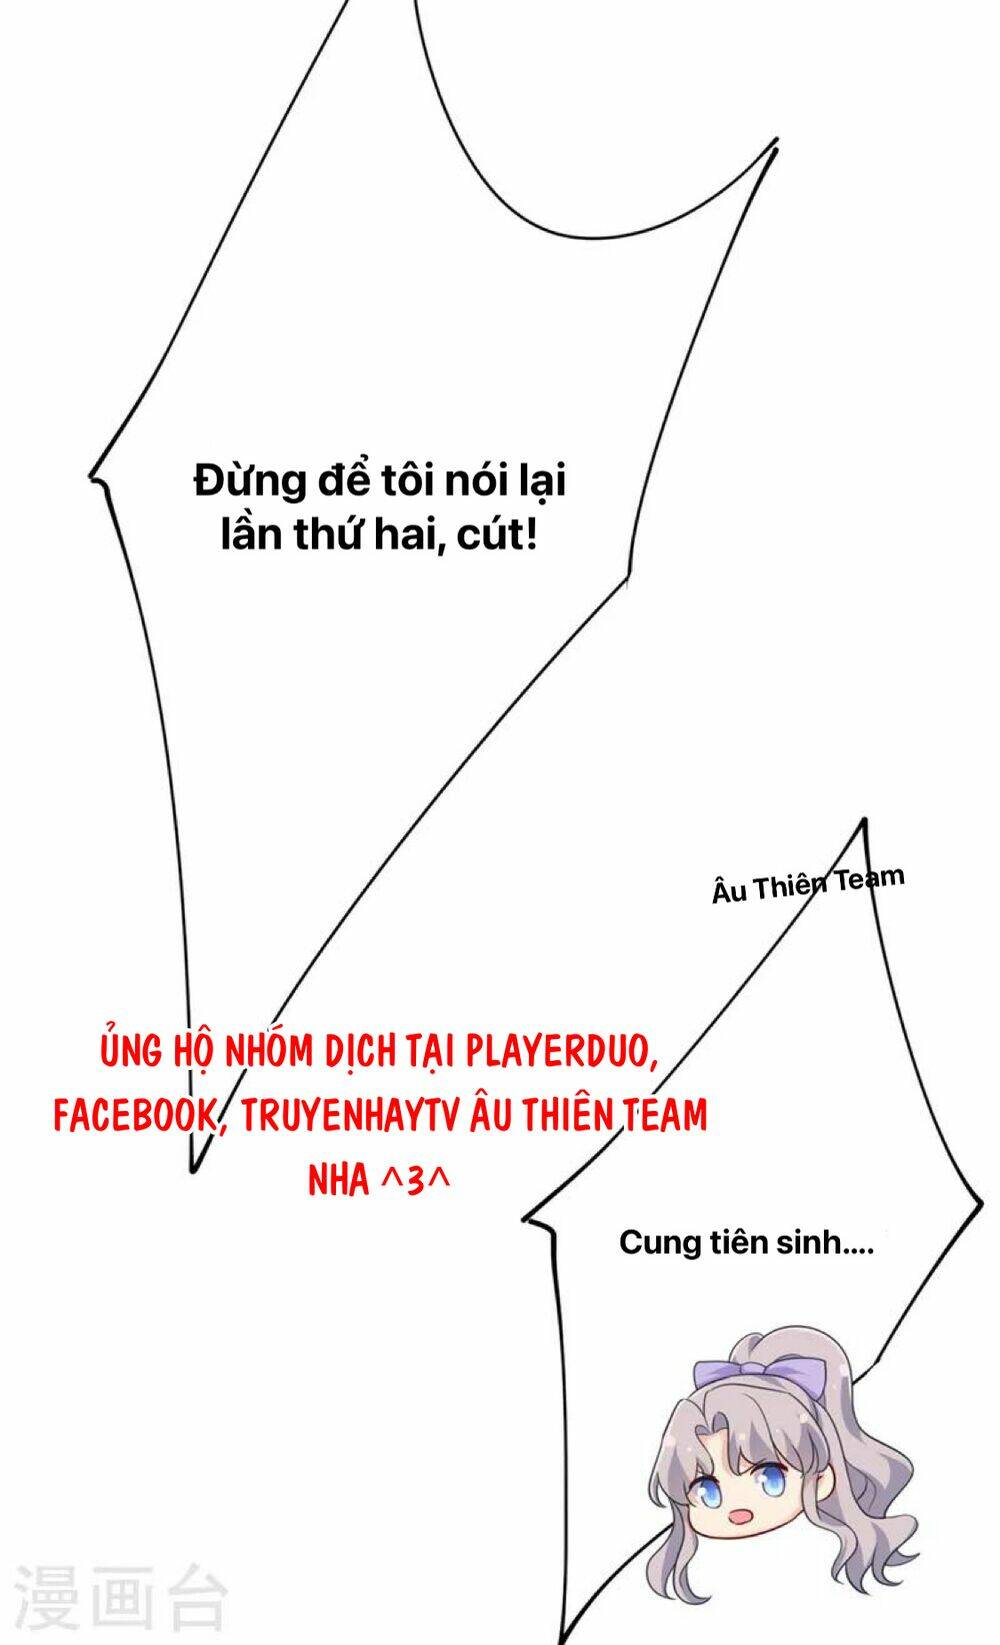 Đừng để tôi nói lại
lần thứ hai, cút!
Âu Thiên Team
ỦNG HỘ NHÓM DỊCH TẠI PLAYERDUO,
FACEBOOK, TRUYENHAYTV ÂU THIÊN TEAM
NHA ^3^
Cung tiên sinh....
漫画台